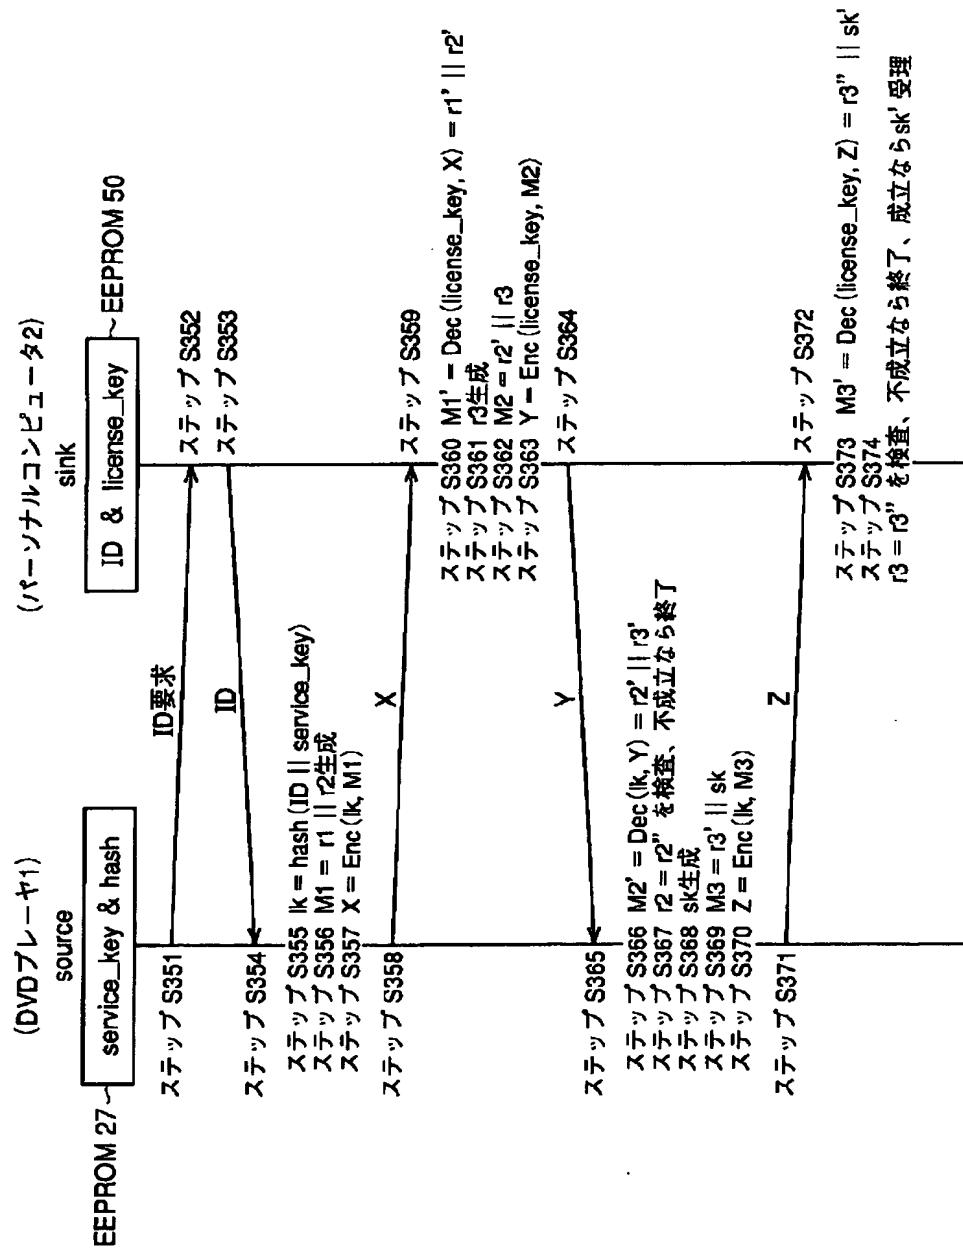 (DVDプレーヤ1)
source
EEPROM 27
service_key & hash
(パーソナルコンピュータ2)
sink
ID & license_key
EEPROM 50
ステップ S351
ID要求
ステップ S352
ステップ S353
ID
ステップ S354
ステップ S355 lk = hash (ID || service_key)
ステップ S356 M1 = r1 || r2生成
ステップ S357 X = Enc (lk, M1)
ステップ S358
X
ステップ S359
ステップ S360 M1' = Dec (license_key, X) = r1' || r2'
ステップ S361 r3生成
ステップ S362 M2 = r2' || r3
ステップ S363 Y = Enc (license_key, M2)
ステップ S364
Y
ステップ S365
ステップ S366 M2' = Dec (lk, Y) = r2' || r3'
ステップ S367 r2 = r2'' を検査、不成立なら終了
ステップ S368 sk生成
ステップ S369 M3 = r3' || sk
ステップ S370 Z = Enc (lk, M3)
ステップ S371
Z
ステップ S372
ステップ S373 M3' = Dec (license_key, Z) = r3'' || sk'
ステップ S374
r3 = r3'' を検査、不成立なら終了、成立ならsk' 受理